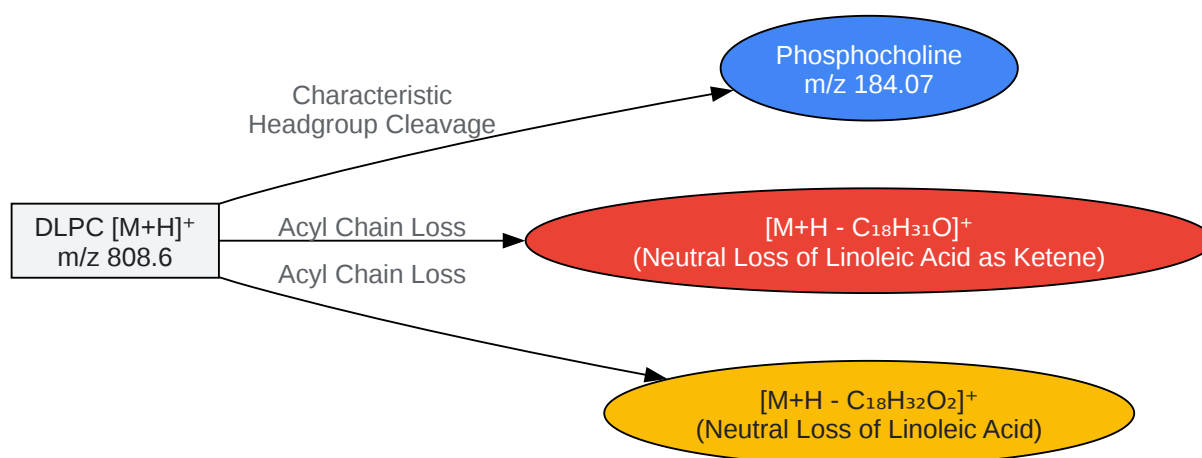 Phosphocholine
m/z 184.07
Characteristic
Headgroup Cleavage
DLPC [M+H]⁺
m/z 808.6
Acyl Chain Loss
[M+H - C₁₈H₃₁O]⁺
(Neutral Loss of Linoleic Acid as Ketene)
Acyl Chain Loss
[M+H - C₁₈H₃₂O₂]⁺
(Neutral Loss of Linoleic Acid)